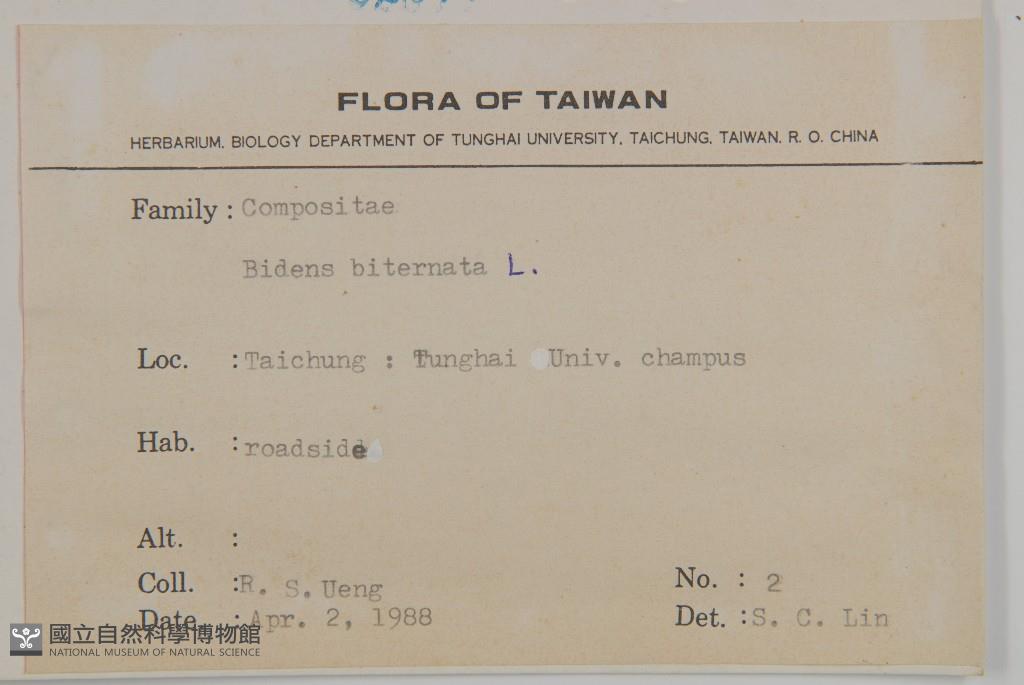 FLORA OF TAIWAN
HERBARIUM. BIOLOGY DEPARTMENT OF TUNGHAI UNIVERSITY, TAICHUNG, TAIWAN. R. O. CHINA
Family : Compositae
Bidens biternata L.
Loc. : Taichung : Tunghai Univ. champus
Hab. : roadside
Alt. :
Coll. : R. S. Ueng
No. : 2
Date : Apr. 2, 1988
Det. : S. C. Lin
國立自然科學博物館
NATIONAL MUSEUM OF NATURAL SCIENCE